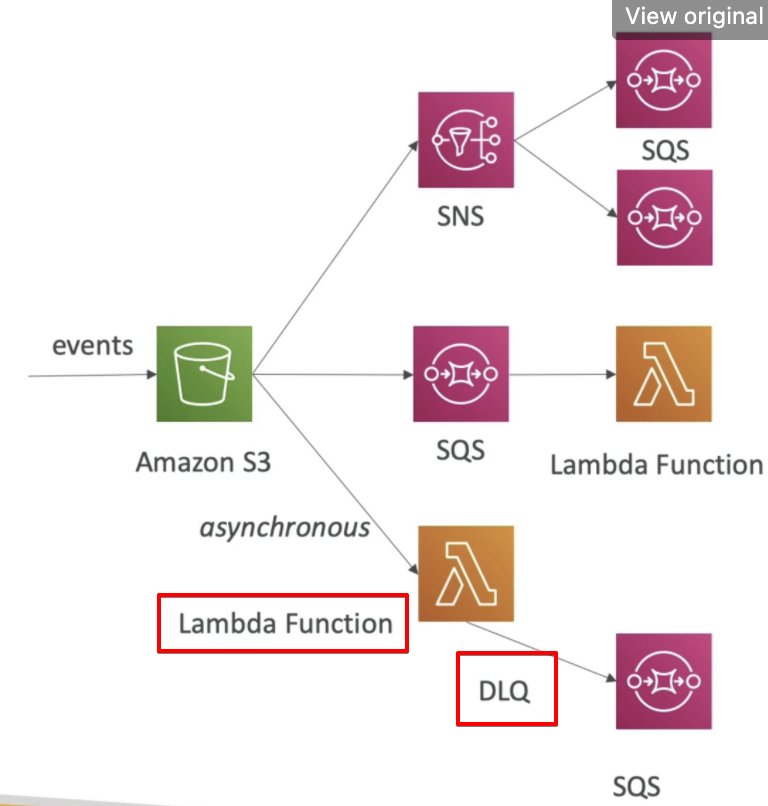 View original
SQS
SNS
events
Amazon S3
SQS
Lambda Function
asynchronous
Lambda Function
DLQ
SQS